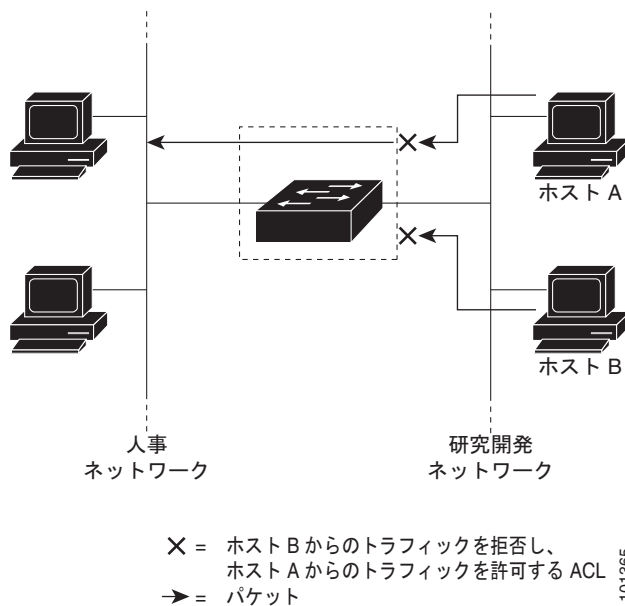 ホスト A
ホスト B
人事
ネットワーク
研究開発
ネットワーク
✕ = ホスト B からのトラフィックを拒否し、
ホスト A からのトラフィックを許可する ACL
➔ = パケット
101365